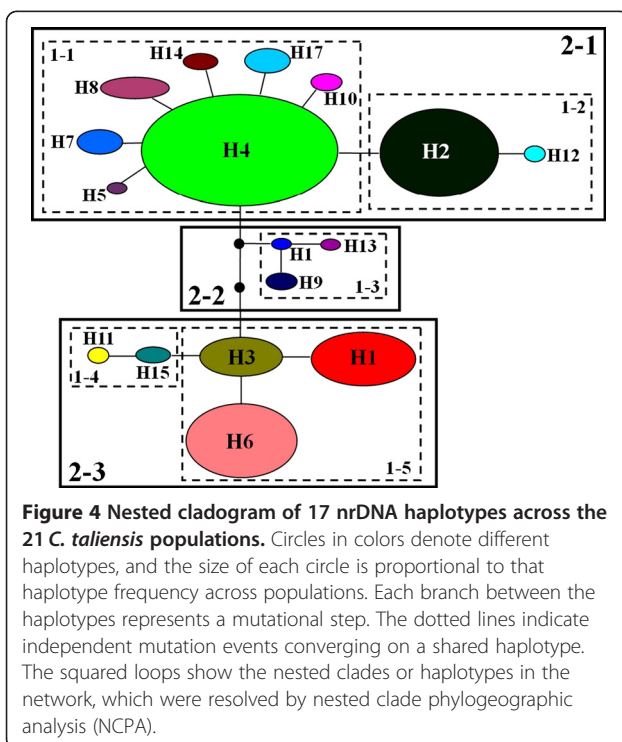 1-1
H14
H17
2-1
H8
H10
1-2
H7
H4
H2
H12
H5
H1
H13
H9
2-2
1-3
H11
H3
H1
H15
1-4
H6
2-3
1-5
Figure 4 Nested cladogram of 17 nrDNA haplotypes across the
21 C. taliensis populations. Circles in colors denote different
haplotypes, and the size of each circle is proportional to that
haplotype frequency across populations. Each branch between the
haplotypes represents a mutational step. The dotted lines indicate
independent mutation events converging on a shared haplotype.
The squared loops show the nested clades or haplotypes in the
network, which were resolved by nested clade phylogeographic
analysis (NCPA).